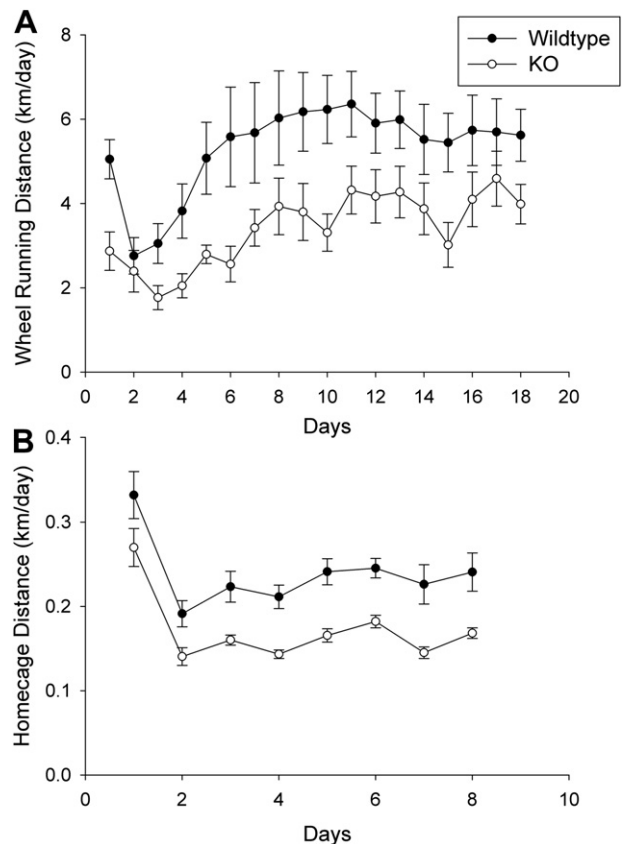 A
Wildtype
KO
Wheel Running Distance (km/day)
8
6
4
2
0
0 2 4 6 8 10 12 14 16 18 20
Days
B
Homecage Distance (km/day)
0.4
0.3
0.2
0.1
0.0
0 2 4 6 8 10
Days